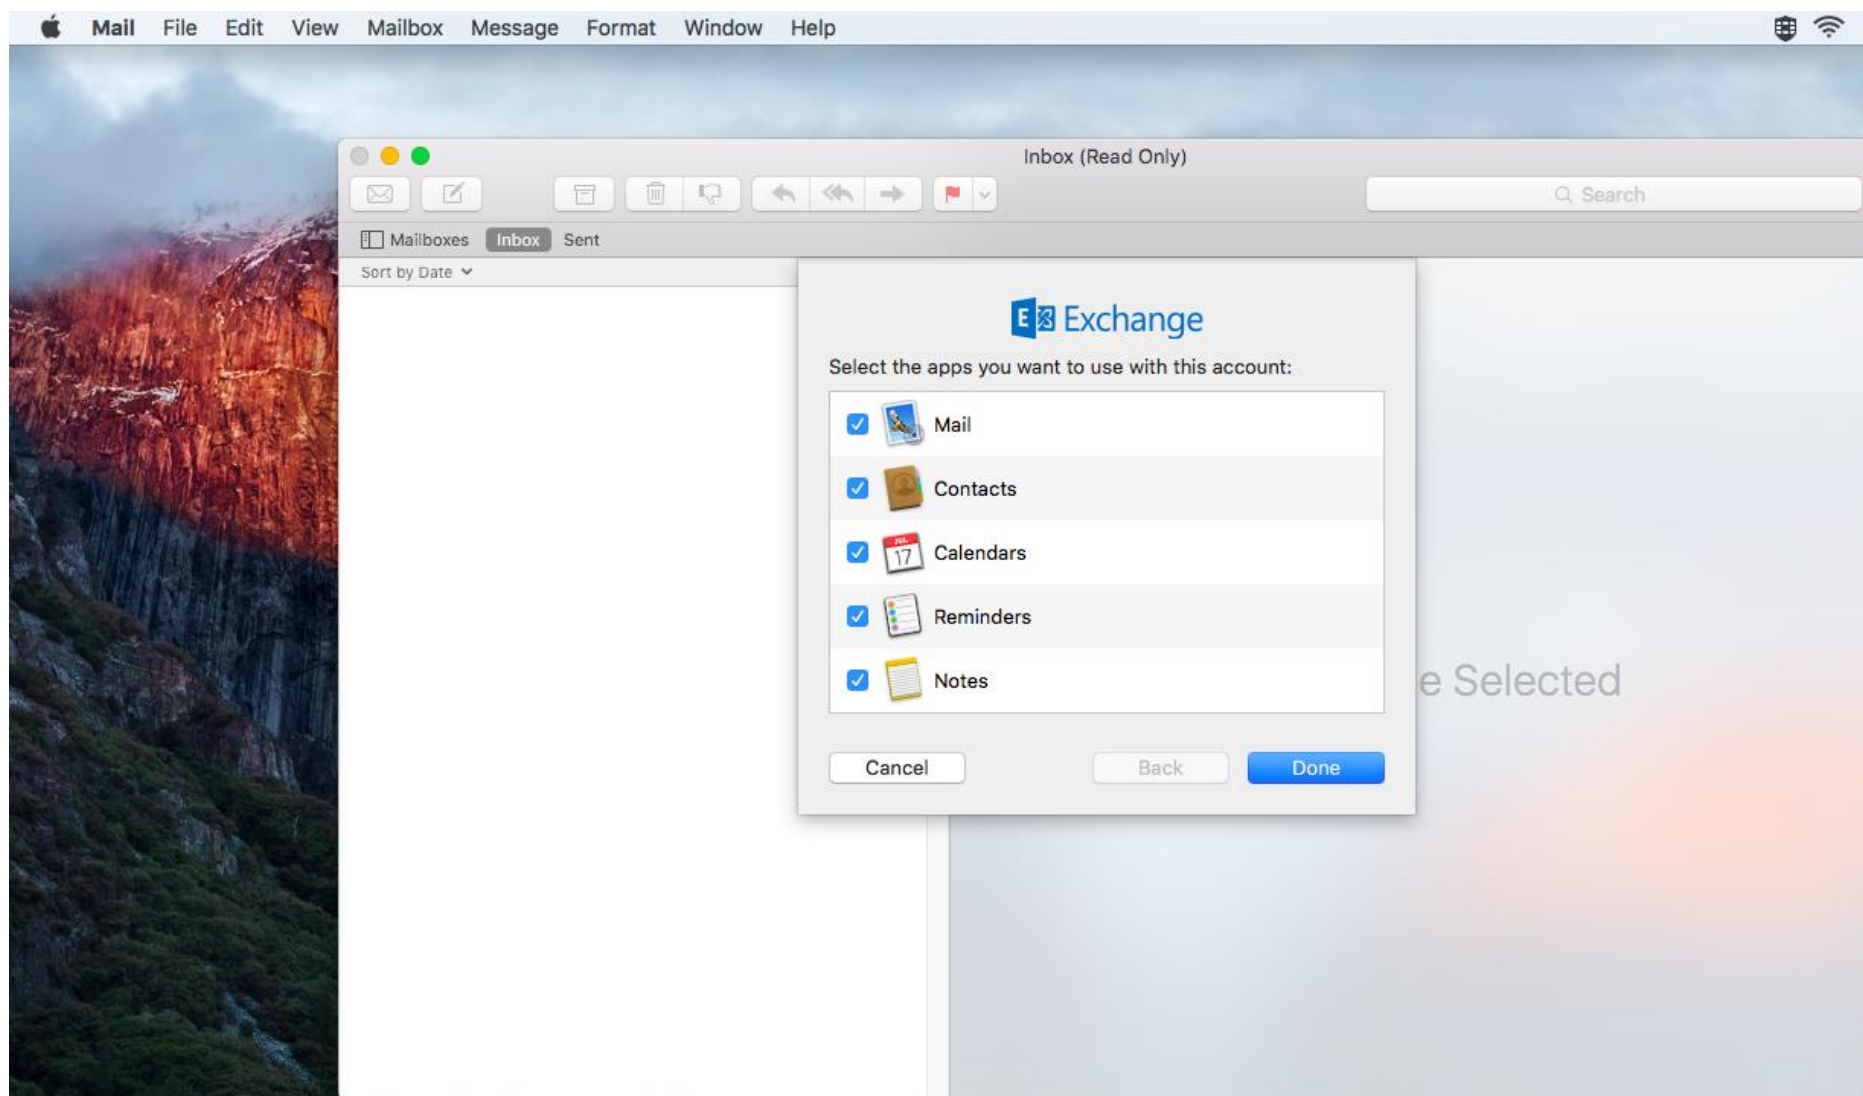 Mail File Edit View Mailbox Message Format Window Help
Inbox (Read Only)
Search
Mailboxes Inbox Sent
Sort by Date
E Exchange
Select the apps you want to use with this account:
Mail
Contacts
JUL 17 Calendars
Reminders
Notes
e Selected
Cancel Back Done